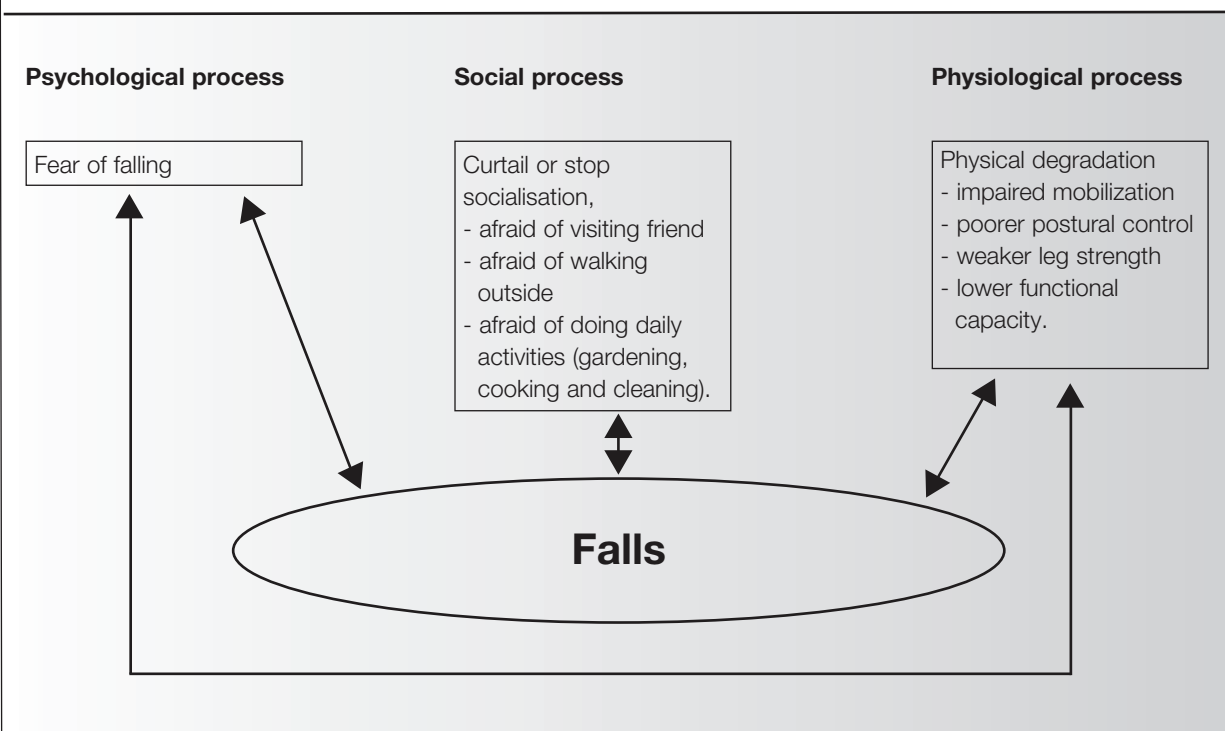 Psychological process
Fear of falling
Social process
Curtail or stop
socialisation,
- afraid of visiting friend
- afraid of walking
outside
- afraid of doing daily
activities (gardening,
cooking and cleaning).
Physiological process
Physical degradation
- impaired mobilization
- poorer postural control
- weaker leg strength
- lower functional
capacity.
Falls